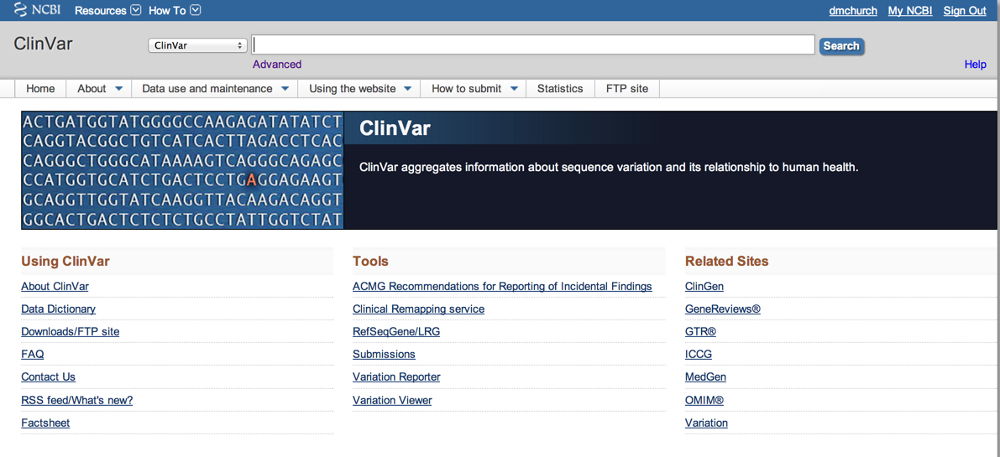 NCBI Resources How To dmchurch My NCBI Sign Out
ClinVar ClinVar Search
Advanced Help
Home About Data use and maintenance Using the website How to submit Statistics FTP site
ACTGATGGTATGGGGCCAAGAGATATATCT
CAGGTACGGCTGTCATCACTTAGACCTCAC
CAGGGCTGGGCATAAAAGTCAGGGCAGAGC
CCATGGTGCATCTGACTCCTGAGGAGAAGT
GCAGGTTGGTATCAAGGTTACAAGACAGGT
GGCACTGACTCTCTCTGCCTATTGGTCTAT
ClinVar
ClinVar aggregates information about sequence variation and its relationship to human health.
Using ClinVar
About ClinVar
Data Dictionary
Downloads/FTP site
FAQ
Contact Us
RSS feed/What's new?
Factsheet
Tools
ACMG Recommendations for Reporting of Incidental Findings
Clinical Remapping service
RefSeqGene/LRG
Submissions
Variation Reporter
Variation Viewer
Related Sites
ClinGen
GeneReviews®
GTR®
ICCG
MedGen
OMIM®
Variation